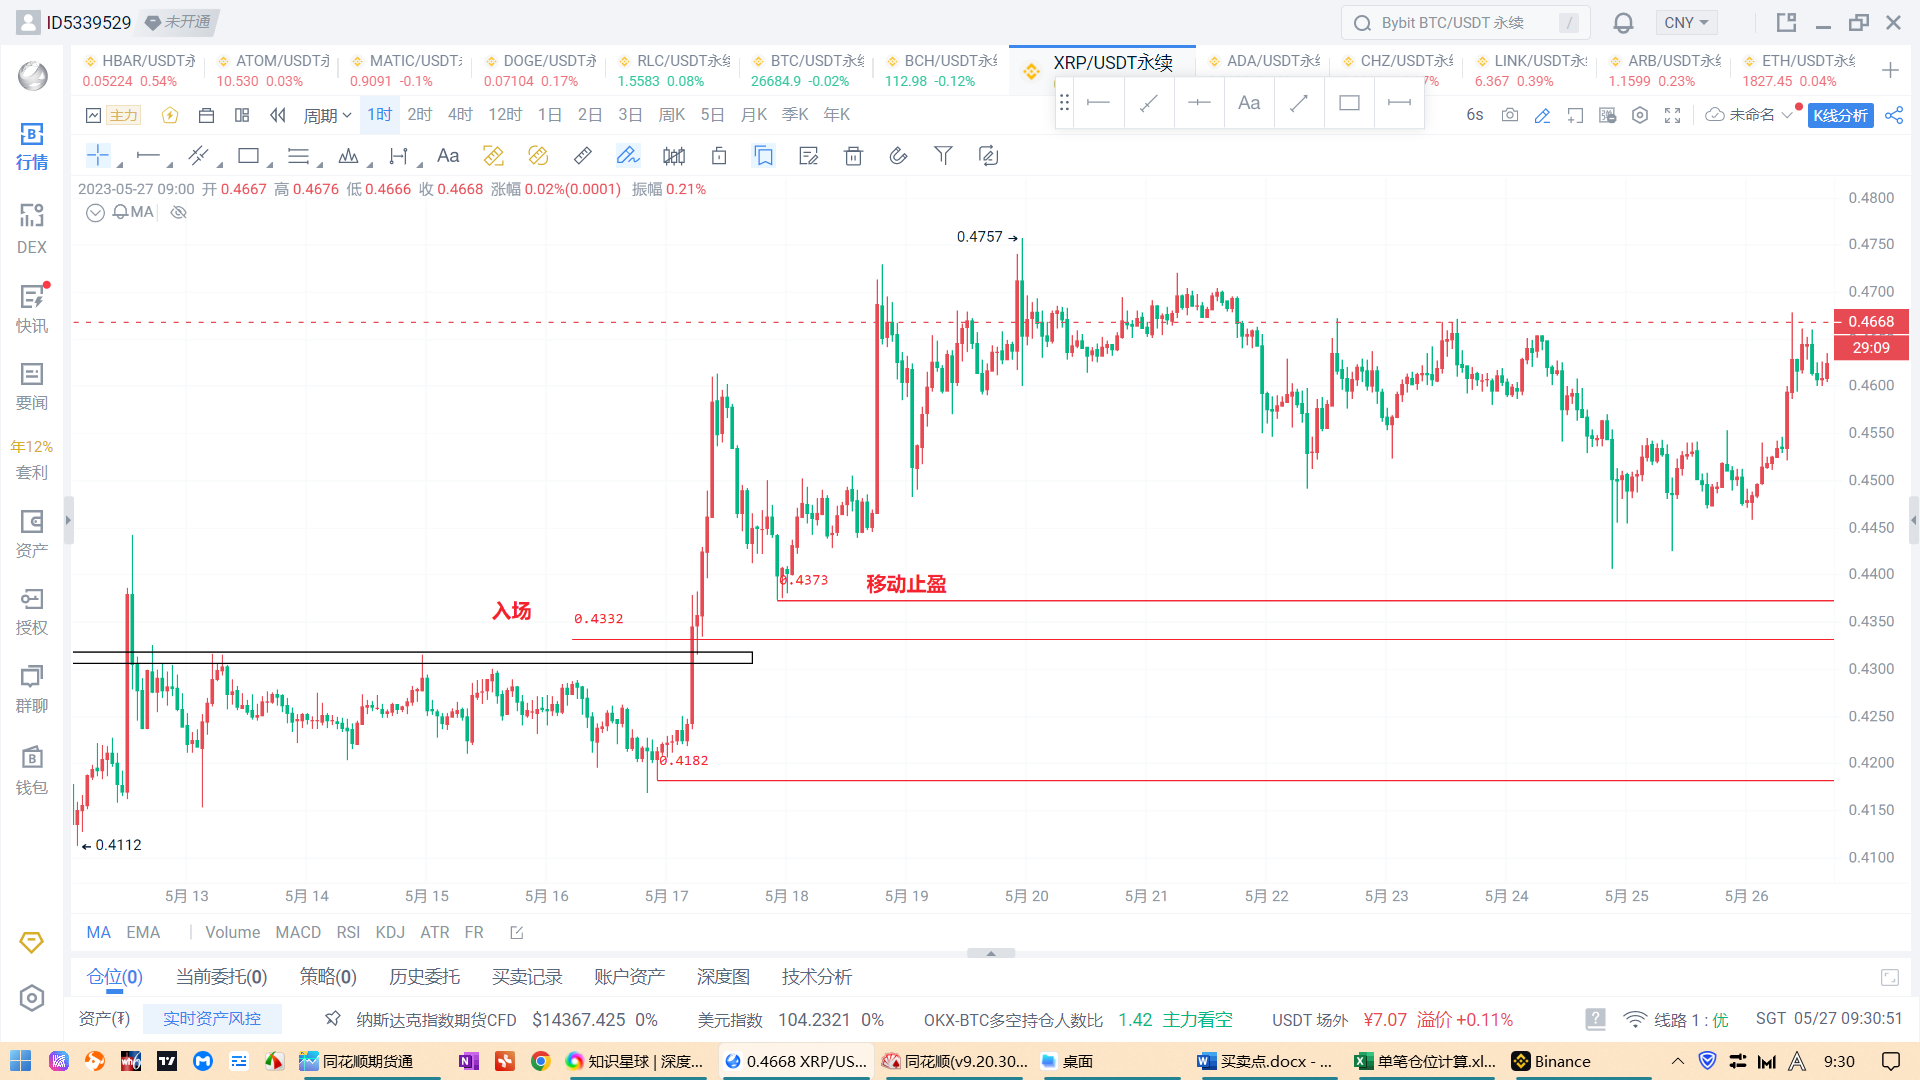 ID5339529 未开通
Bybit BTC/USDT 永续 /
CNY
HBAR/USDT永
0.05224 0.54%
ATOM/USDT永
10.530 0.03%
MATIC/USDT永
0.9091 -0.1%
DOGE/USDT永
0.07104 0.17%
RLC/USDT永续
1.5583 0.08%
BTC/USDT永续
26684.9 -0.02%
BCH/USDT永续
112.98 -0.12%
XRP/USDT永续
ADA/USDT永续
CHZ/USDT永续
7%
LINK/USDT永续
6.367 0.39%
ARB/USDT永续
1.1599 0.23%
ETH/USDT永续
1827.45 0.04%
Aa
主力
周期 1时 2时 4时 12时 1日 2日 3日 周K 5日 月K 季K 年K
6s
未命名
K线分析
Aa
2023-05-27 09:00 开 0.4667 高 0.4676 低 0.4666 收 0.4668 涨幅 0.02%(0.0001) 振幅 0.21%
MA
行情
DEX
快讯
要闻
年12%
套利
资产
授权
群聊
钱包
0.4757
0.4800
0.4750
0.4700
0.4668
29:09
0.4600
0.4550
0.4500
0.4450
0.4400
0.4350
0.4300
0.4250
0.4200
0.4150
0.4100
0.4373
移动止盈
入场
0.4332
0.4182
0.4112
5月 13 5月 14 5月 15 5月 16 5月 17 5月 18 5月 19 5月 20 5月 21 5月 22 5月 23 5月 24 5月 25 5月 26
MA EMA Volume MACD RSI KDJ ATR FR
仓位(0) 当前委托(0) 策略(0) 历史委托 买卖记录 账户资产 深度图 技术分析
资产(₮) 实时资产风控 纳斯达克指数期货CFD $14367.425 0% 美元指数 104.2321 0% OKX-BTC多空持仓人数比 1.42 主力看空 USDT 场外 ¥7.07 溢价 +0.11% 线路 1 : 优 SGT 05/27 09:30:51
同花顺期货通
知识星球 | 深度...
0.4668 XRP/US...
同花顺(v9.20.30...
桌面
买卖点.docx - ...
单笔仓位计算.xl...
Binance
9:30